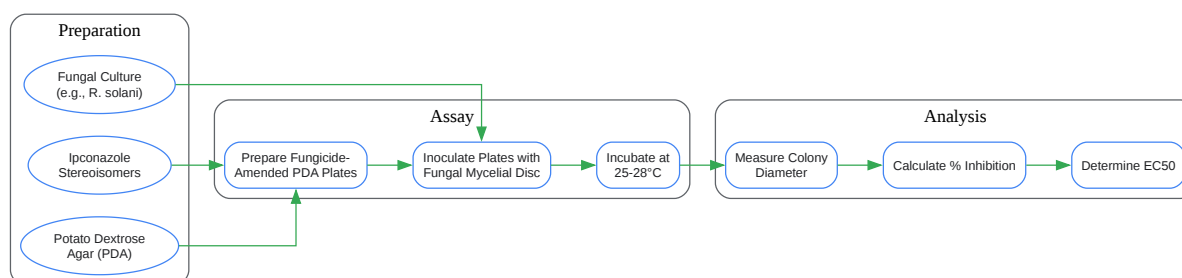 Preparation
Fungal Culture
(e.g., R. solani)
Ipconazole
Stereoisomers
Potato Dextrose
Agar (PDA)
Assay
Prepare Fungicide-
Amended PDA Plates
Inoculate Plates with
Fungal Mycelial Disc
Incubate at
25-28°C
Analysis
Measure Colony
Diameter
Calculate % Inhibition
Determine EC50